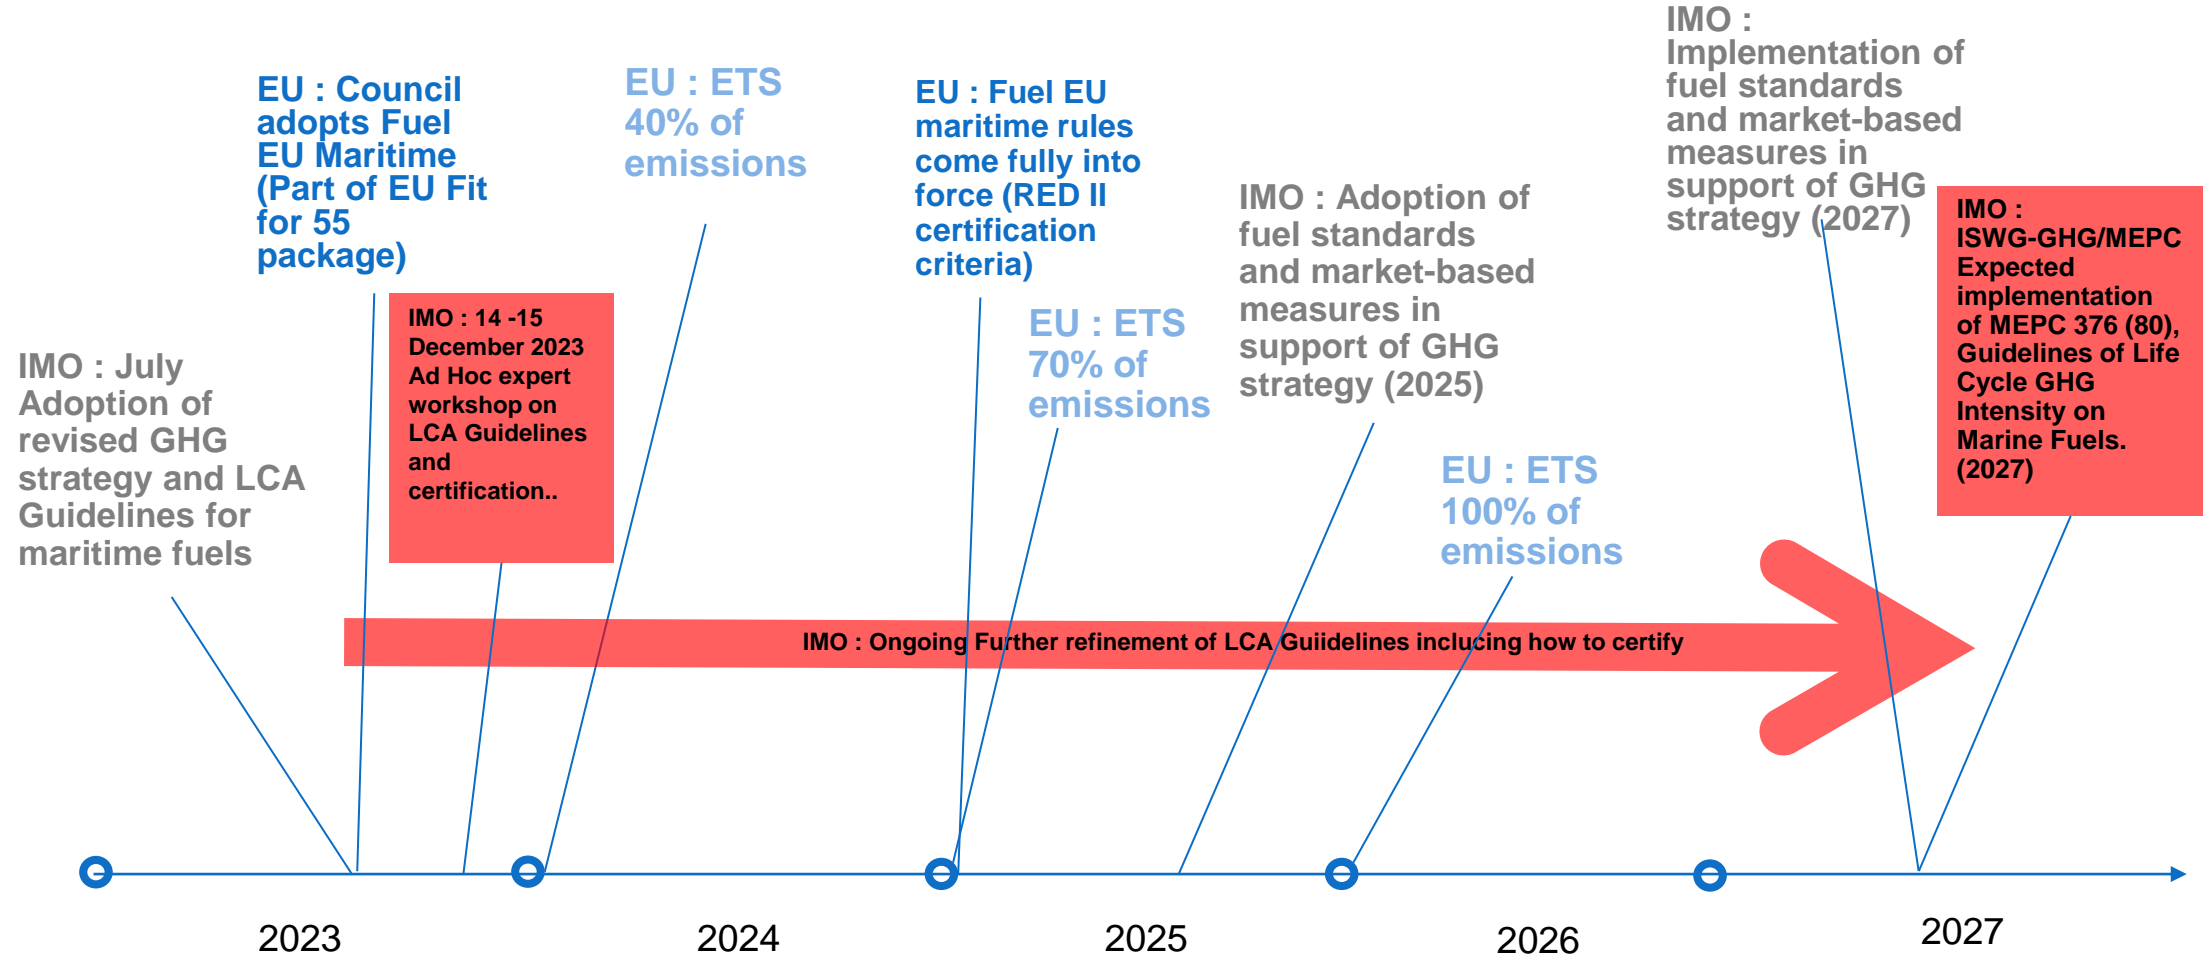 IMO : July
Adoption of
revised GHG
strategy and LCA
Guidelines for
maritime fuels
EU : Council
adopts Fuel
EU Maritime
(Part of EU Fit
for 55
package)
IMO : 14 -15
December 2023
Ad Hoc expert
workshop on
LCA Guidelines
and
certification..
EU : ETS
40% of
emissions
EU : Fuel EU
maritime rules
come fully into
force (RED II
certification
criteria)
EU : ETS
70% of
emissions
IMO : Adoption of
fuel standards
and market-based
measures in
support of GHG
strategy (2025)
EU : ETS
100% of
emissions
IMO :
Implementation of
fuel standards
and market-based
measures in
support of GHG
strategy (2027)
IMO :
ISWG-GHG/MEPC
Expected
implementation
of MEPC 376 (80),
Guidelines of Life
Cycle GHG
Intensity on
Marine Fuels.
(2027)
IMO : Ongoing Further refinement of LCA Guiidelines inclucing how to certify
2023
2024
2025
2026
2027